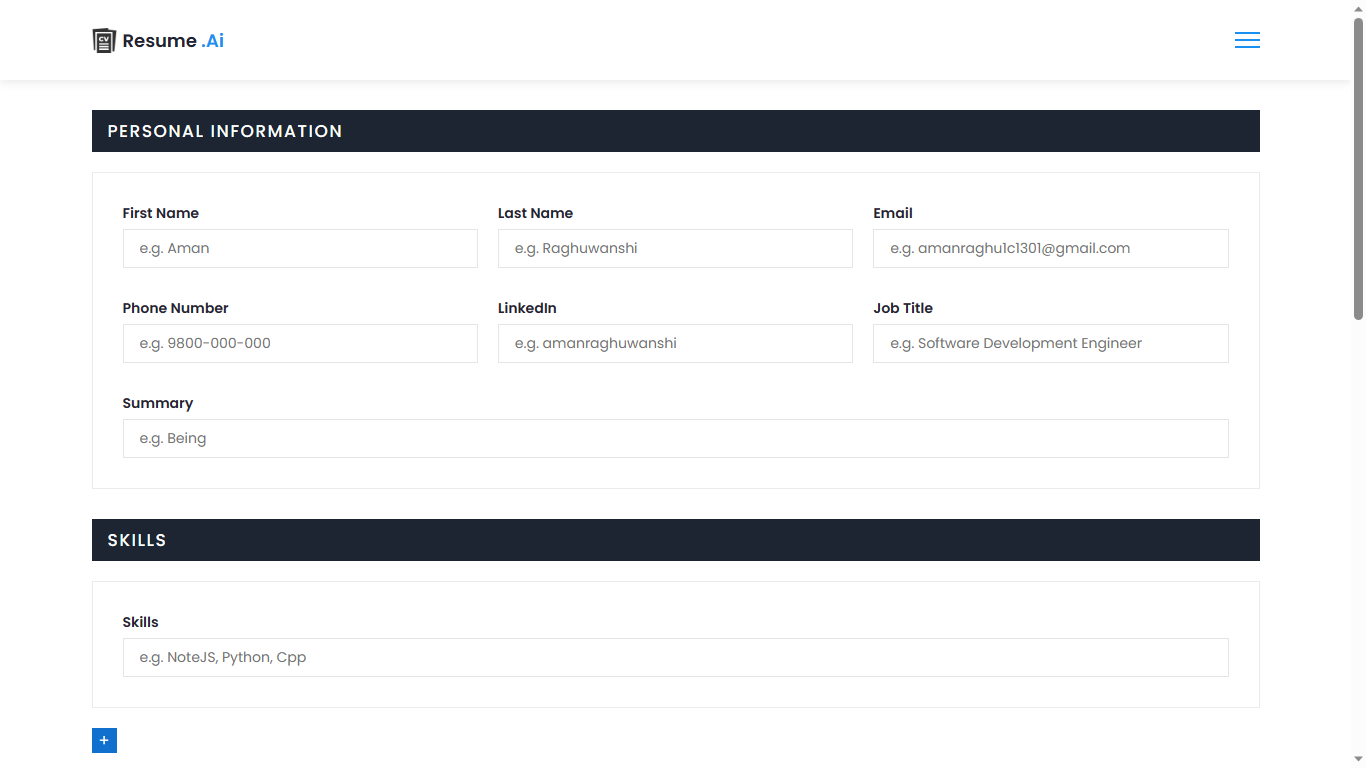 CV Resume .Ai
PERSONAL INFORMATION
First Name Last Name Email
e.g. Aman e.g. Raghuwanshi e.g. amanraghu1c1301@gmail.com
Phone Number LinkedIn Job Title
e.g. 9800-000-000 e.g. amanraghuwanshi e.g. Software Development Engineer
Summary
e.g. Being
SKILLS
Skills
e.g. NoteJS, Python, Cpp
+